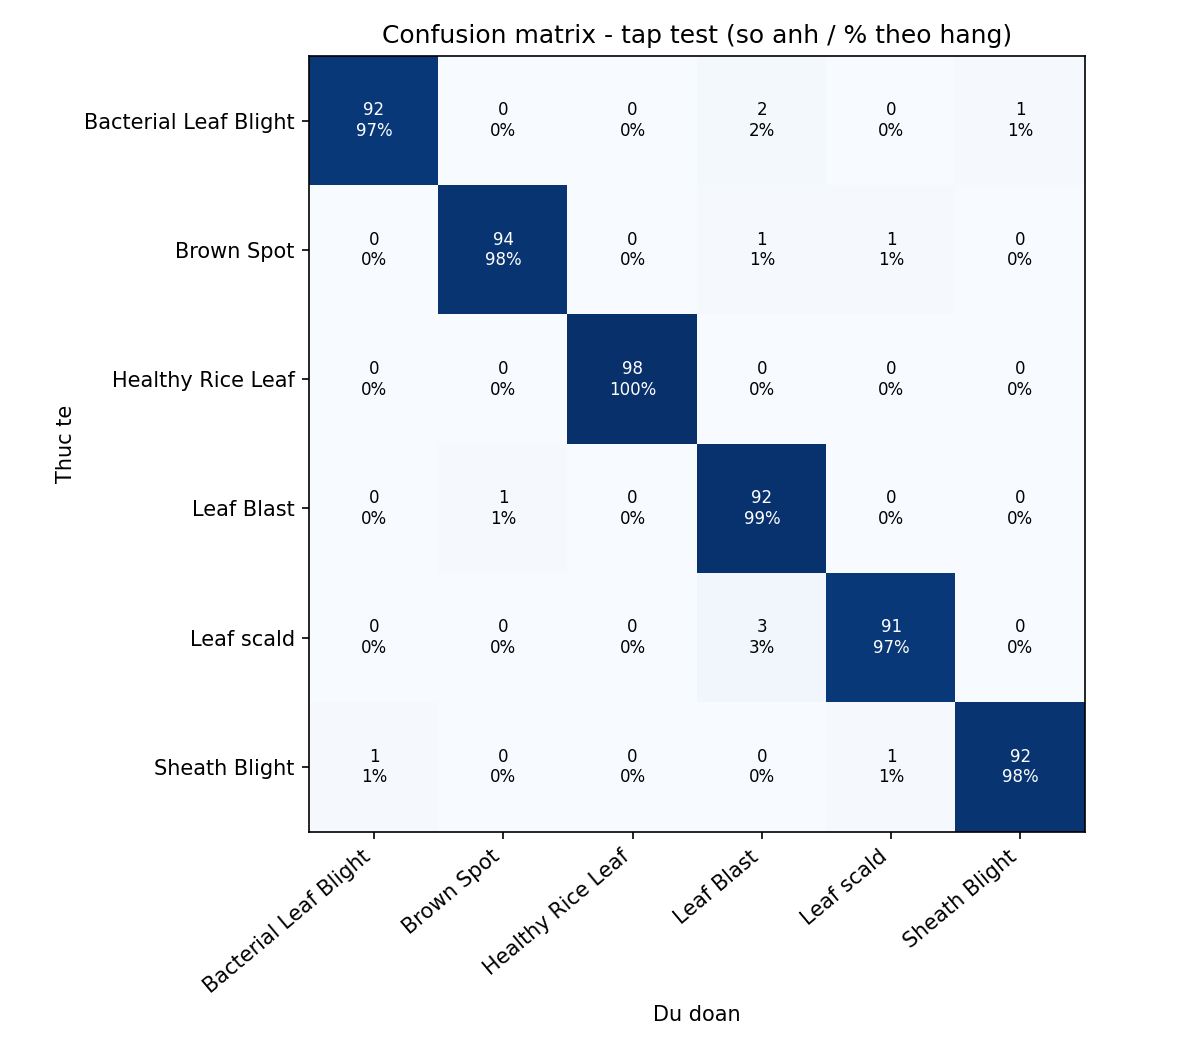 Confusion matrix - tap test (so anh / % theo hang)
Thuc te
Bacterial Leaf Blight
92 0 0 2 0 1
97% 0% 0% 2% 0% 1%
Brown Spot
0 94 0 1 1 0
0% 98% 0% 1% 1% 0%
Healthy Rice Leaf
0 0 98 0 0 0
0% 0% 100% 0% 0% 0%
Leaf Blast
0 1 0 92 0 0
0% 1% 0% 99% 0% 0%
Leaf scald
0 0 0 3 91 0
0% 0% 0% 3% 97% 0%
Sheath Blight
1 0 0 0 1 92
1% 0% 0% 0% 1% 98%
Bacterial Leaf Blight
Brown Spot
Healthy Rice Leaf
Leaf Blast
Leaf scald
Sheath Blight
Du doan